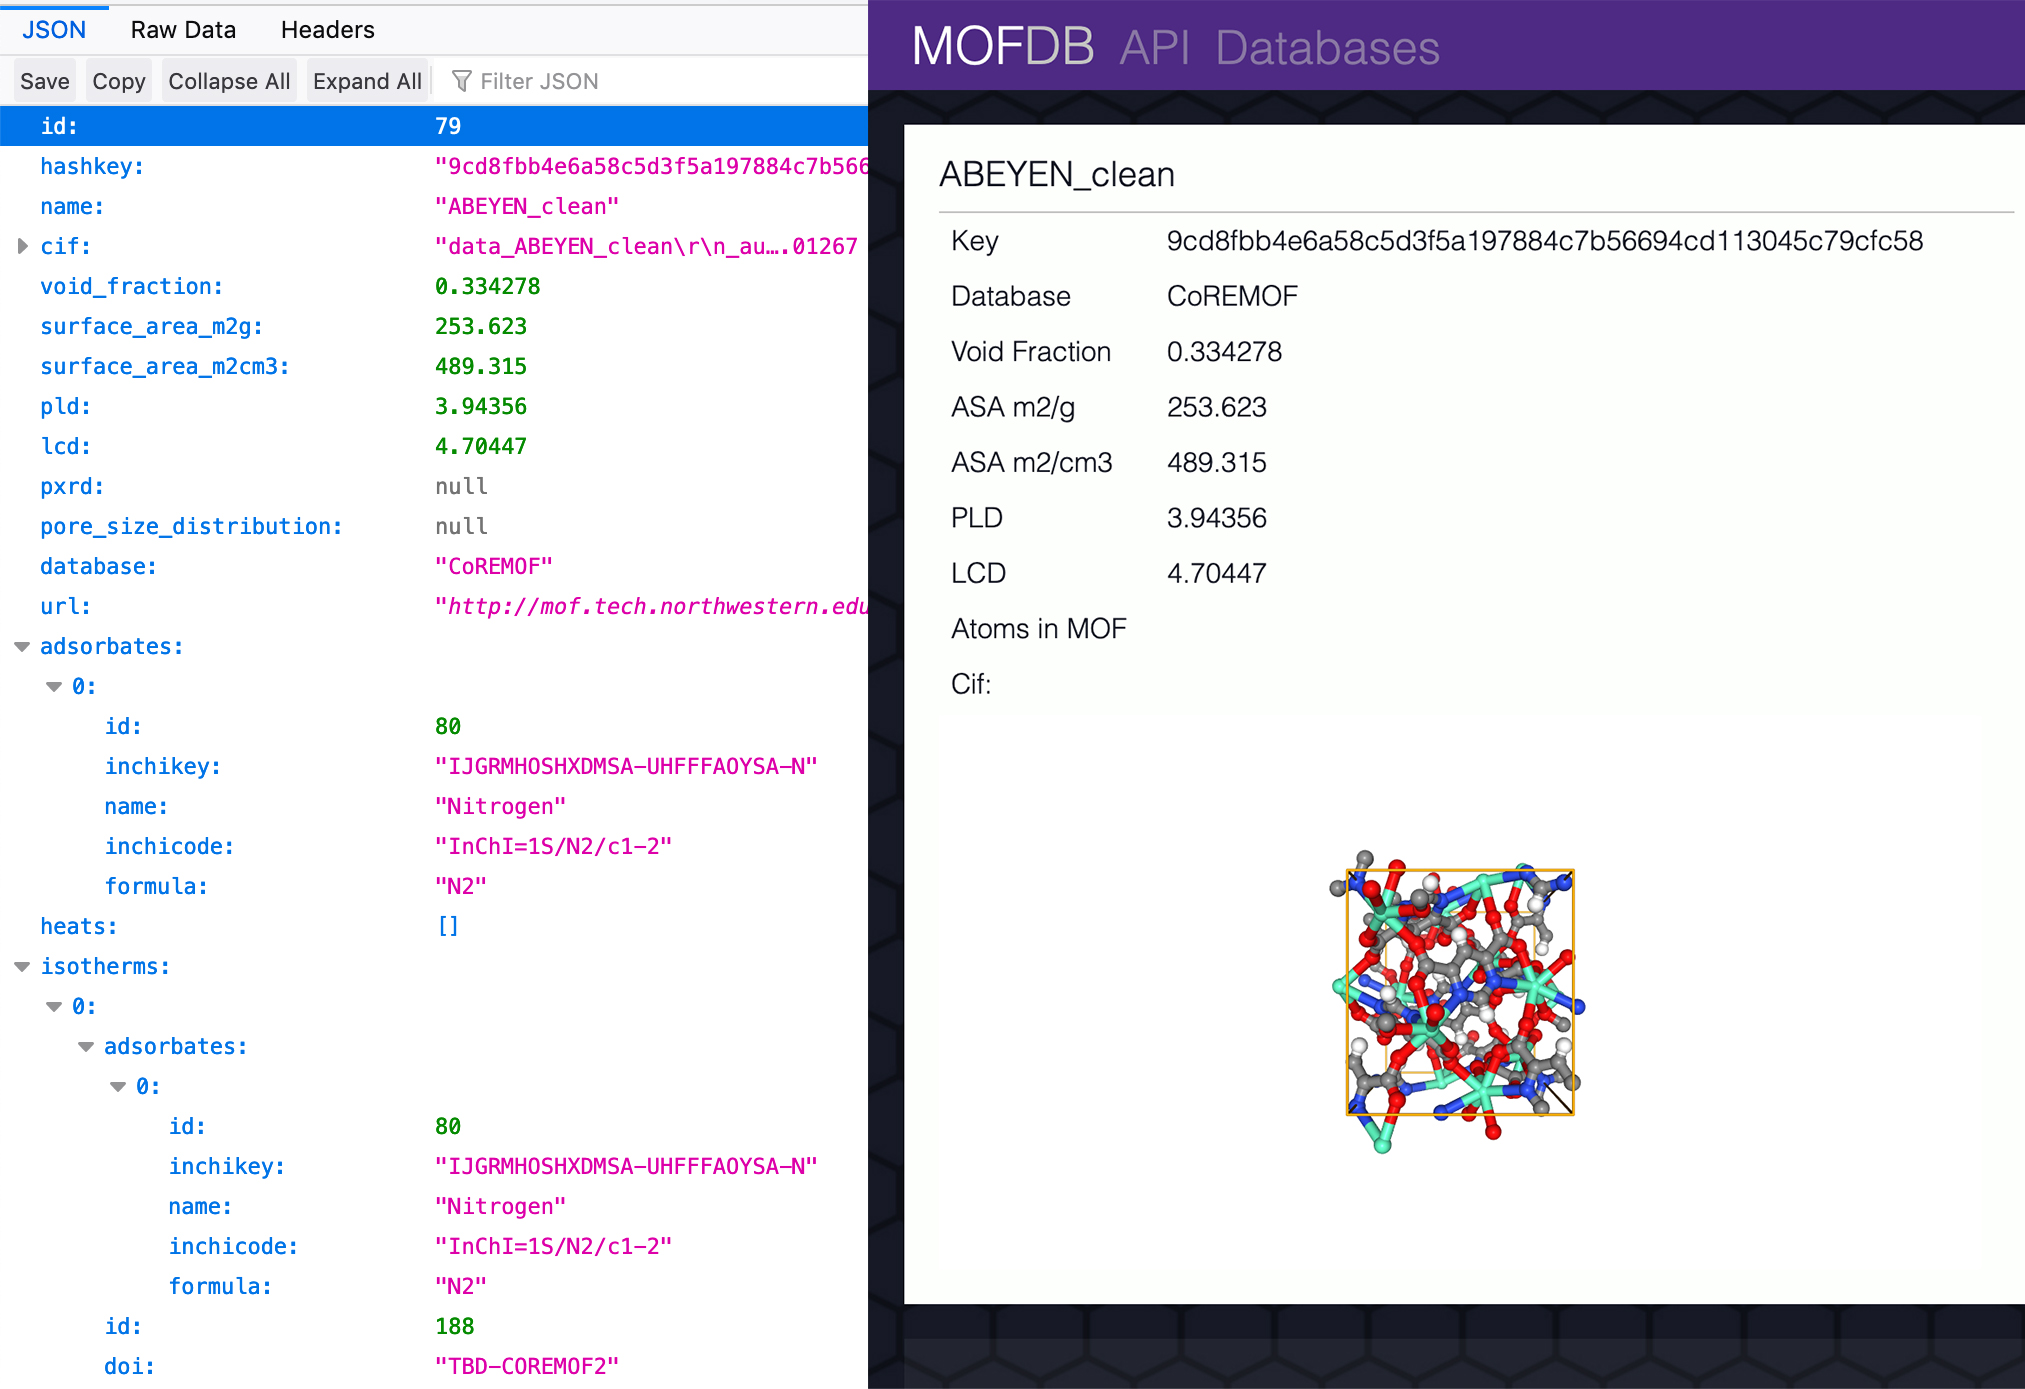 JSON Raw Data Headers
Save Copy Collapse All Expand All Filter JSON
id: 79
hashkey: "9cd8fbb4e6a58c5d3f5a197884c7b566
name: "ABEYEN_clean"
cif: "data_ABEYEN_clean\r\n_au….01267
void_fraction: 0.334278
surface_area_m2g: 253.623
surface_area_m2cm3: 489.315
pld: 3.94356
lcd: 4.70447
pxrd: null
pore_size_distribution: null
database: "CoREMOF"
url: "http://mof.tech.northwestern.edu
adsorbates:
0:
id: 80
inchikey: "IJGRMHOSHXDMSA-UHFFFAOYSA-N"
name: "Nitrogen"
inchicode: "InChI=1S/N2/c1-2"
formula: "N2"
heats: []
isotherms:
0:
adsorbates:
0:
id: 80
inchikey: "IJGRMHOSHXDMSA-UHFFFAOYSA-N"
name: "Nitrogen"
inchicode: "InChI=1S/N2/c1-2"
formula: "N2"
id: 188
doi: "TBD-COREMOF2"
MOFDB API Databases
ABEYEN_clean
Key 9cd8fbb4e6a58c5d3f5a197884c7b56694cd113045c79cfc58
Database CoREMOF
Void Fraction 0.334278
ASA m2/g 253.623
ASA m2/cm3 489.315
PLD 3.94356
LCD 4.70447
Atoms in MOF
Cif: